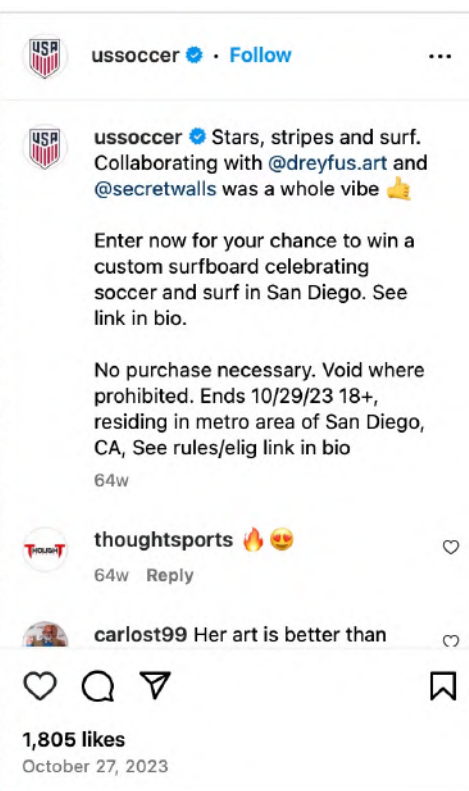 USA
ussoccer • Follow
USA
ussoccer Stars, stripes and surf.
Collaborating with @dreyfus.art and
@secretwalls was a whole vibe 🤙
Enter now for your chance to win a
custom surfboard celebrating
soccer and surf in San Diego. See
link in bio.
No purchase necessary. Void where
prohibited. Ends 10/29/23 18+,
residing in metro area of San Diego,
CA, See rules/elig link in bio
64w
THOUGHT
thoughtsports 🔥😍
64w Reply
carlost99 Her art is better than
1,805 likes
October 27, 2023